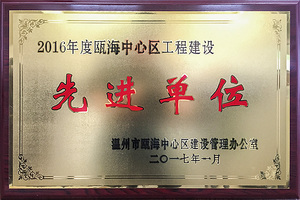 2016年度瓯海中心区工程建设
先进单位
温州市瓯海中心区建设管理办公室
二〇一七年一月